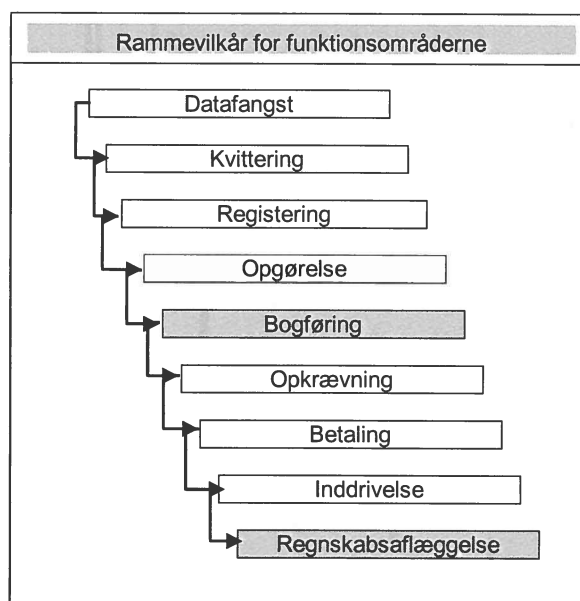 Rammevilkår for funktionsområderne
Datafangst
Kvittering
Registering
Opgørelse
Bogføring
Opkrævning
Betaling
Inddrivelse
Regnskabsaflæggelse